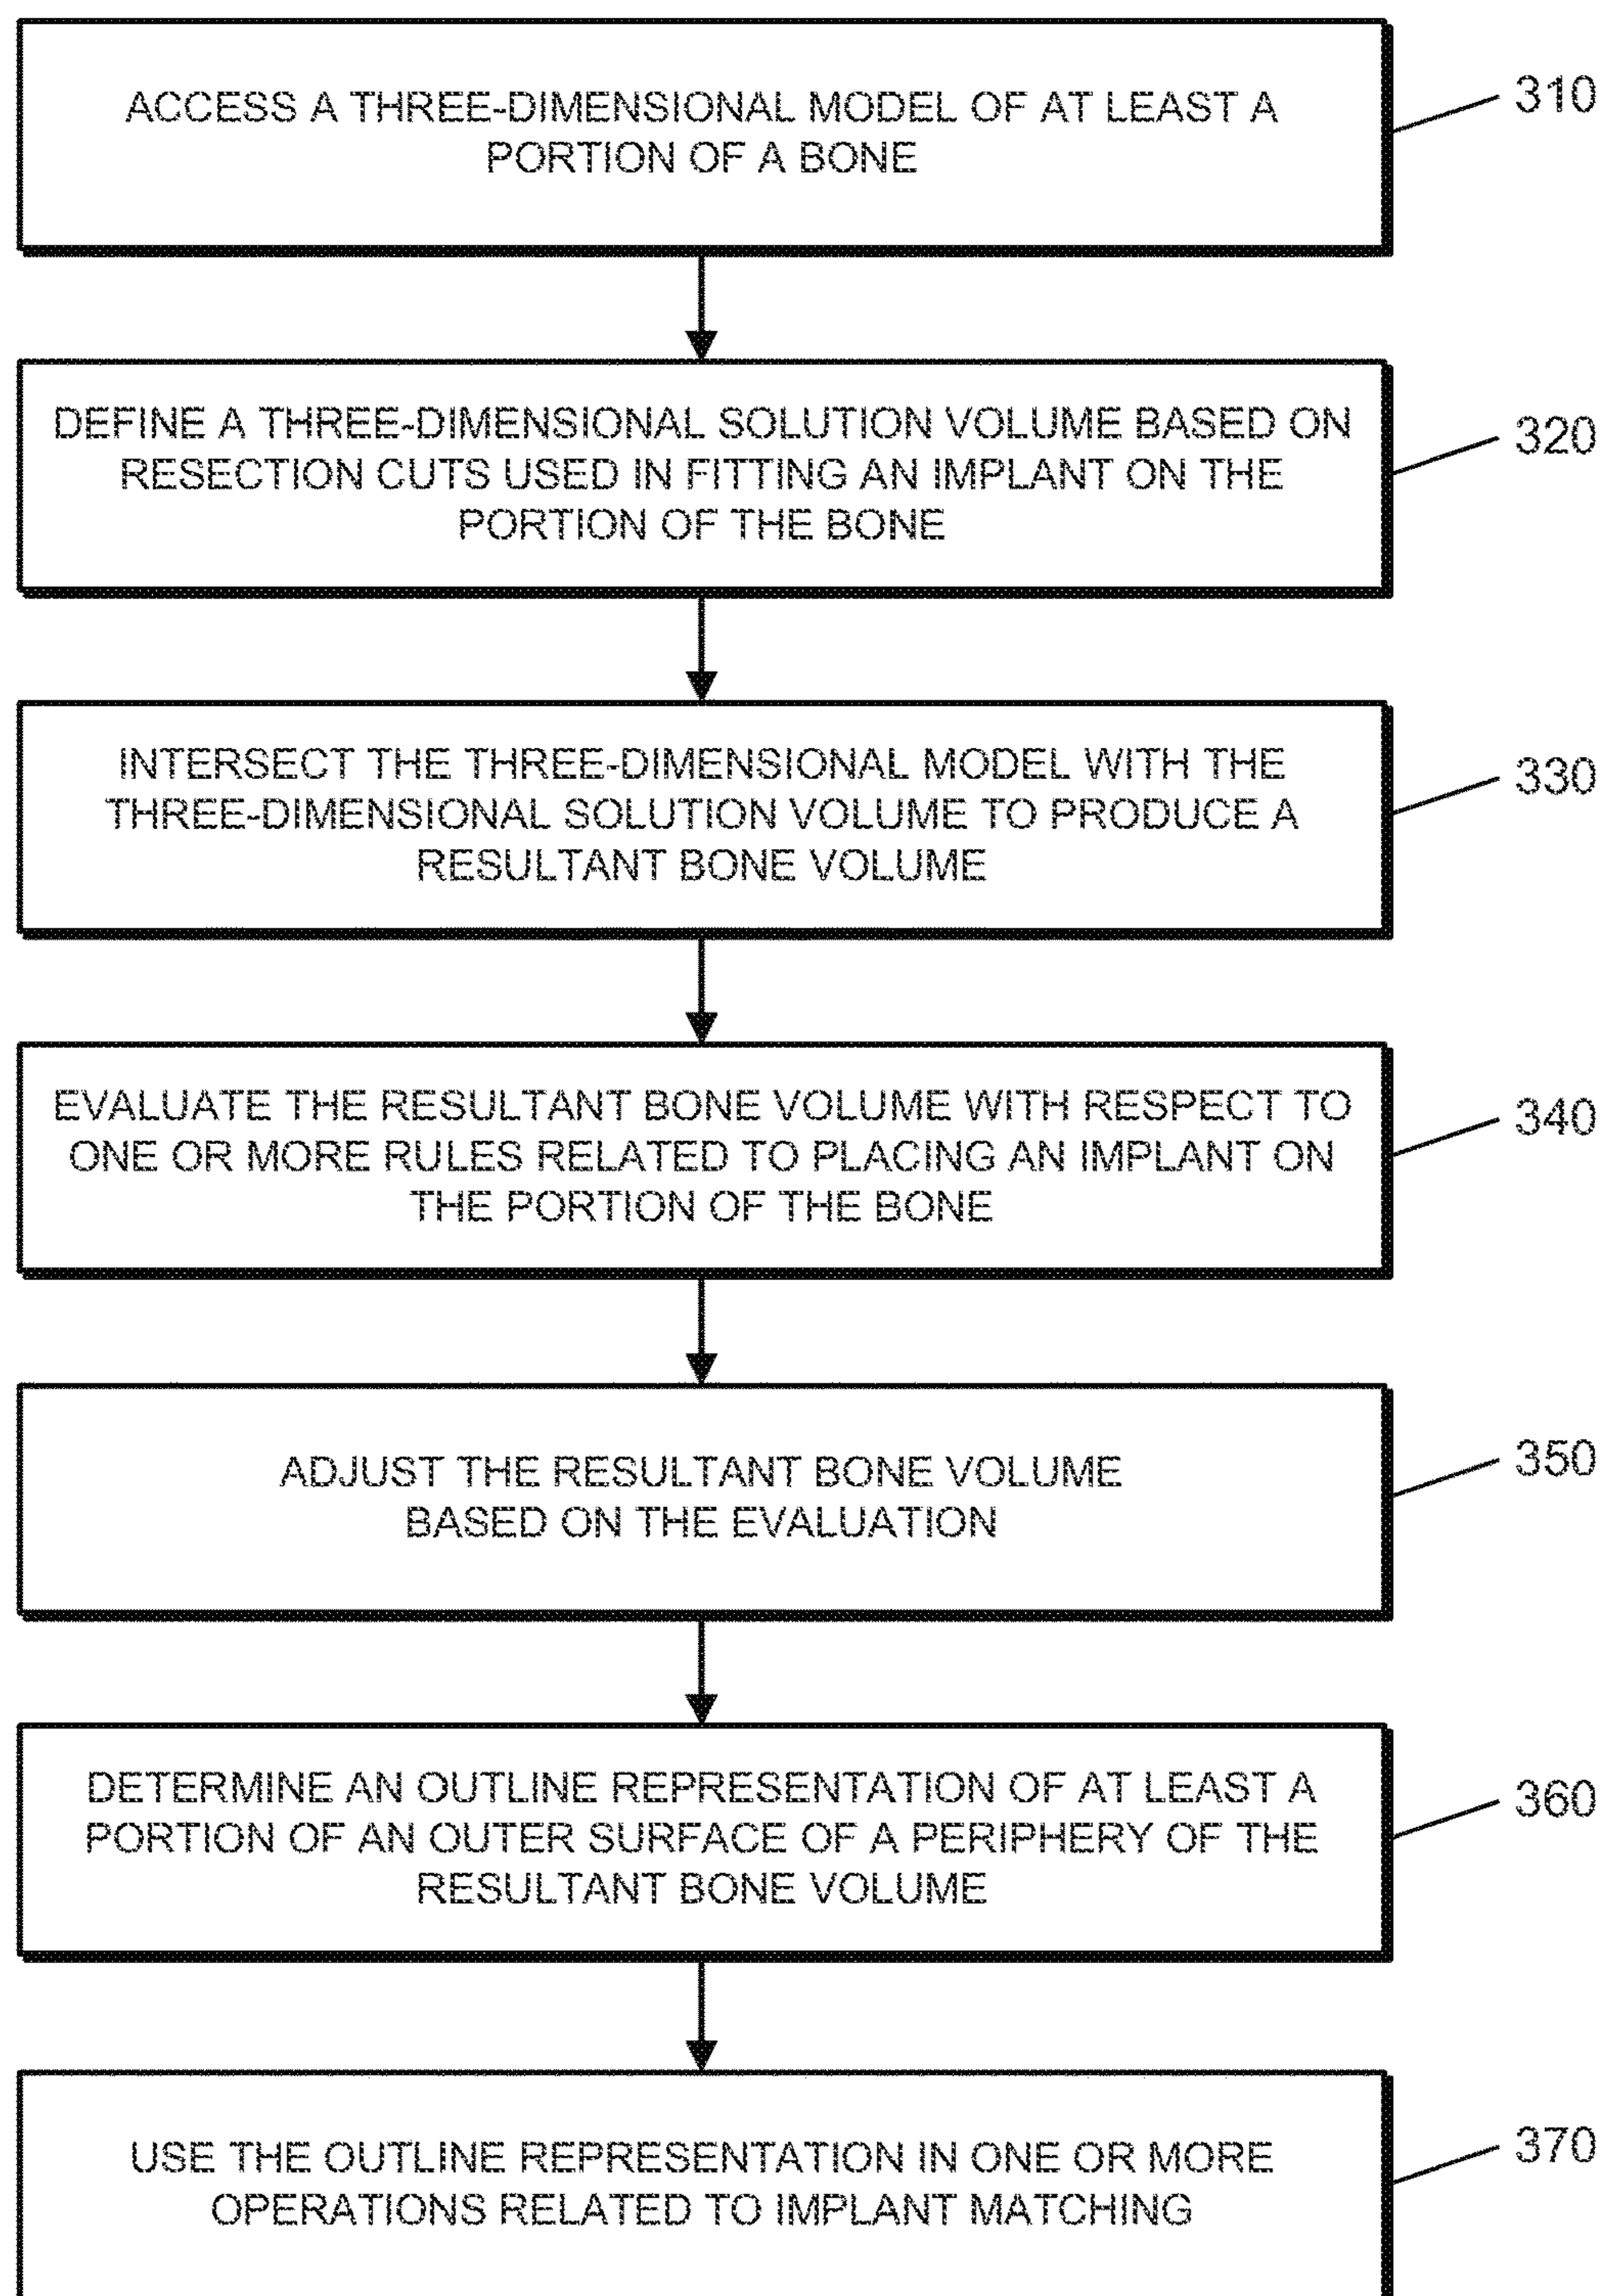 ACCESS A THREE-DIMENSIONAL MODEL OF AT LEAST A
PORTION OF A BONE
310
DEFINE A THREE-DIMENSIONAL SOLUTION VOLUME BASED ON
RESECTION CUTS USED IN FITTING AN IMPLANT ON THE
PORTION OF THE BONE
320
INTERSECT THE THREE-DIMENSIONAL MODEL WITH THE
THREE-DIMENSIONAL SOLUTION VOLUME TO PRODUCE A
RESULTANT BONE VOLUME
330
EVALUATE THE RESULTANT BONE VOLUME WITH RESPECT TO
ONE OR MORE RULES RELATED TO PLACING AN IMPLANT ON
THE PORTION OF THE BONE
340
ADJUST THE RESULTANT BONE VOLUME
BASED ON THE EVALUATION
350
DETERMINE AN OUTLINE REPRESENTATION OF AT LEAST A
PORTION OF AN OUTER SURFACE OF A PERIPHERY OF THE
RESULTANT BONE VOLUME
360
USE THE OUTLINE REPRESENTATION IN ONE OR MORE
OPERATIONS RELATED TO IMPLANT MATCHING
370